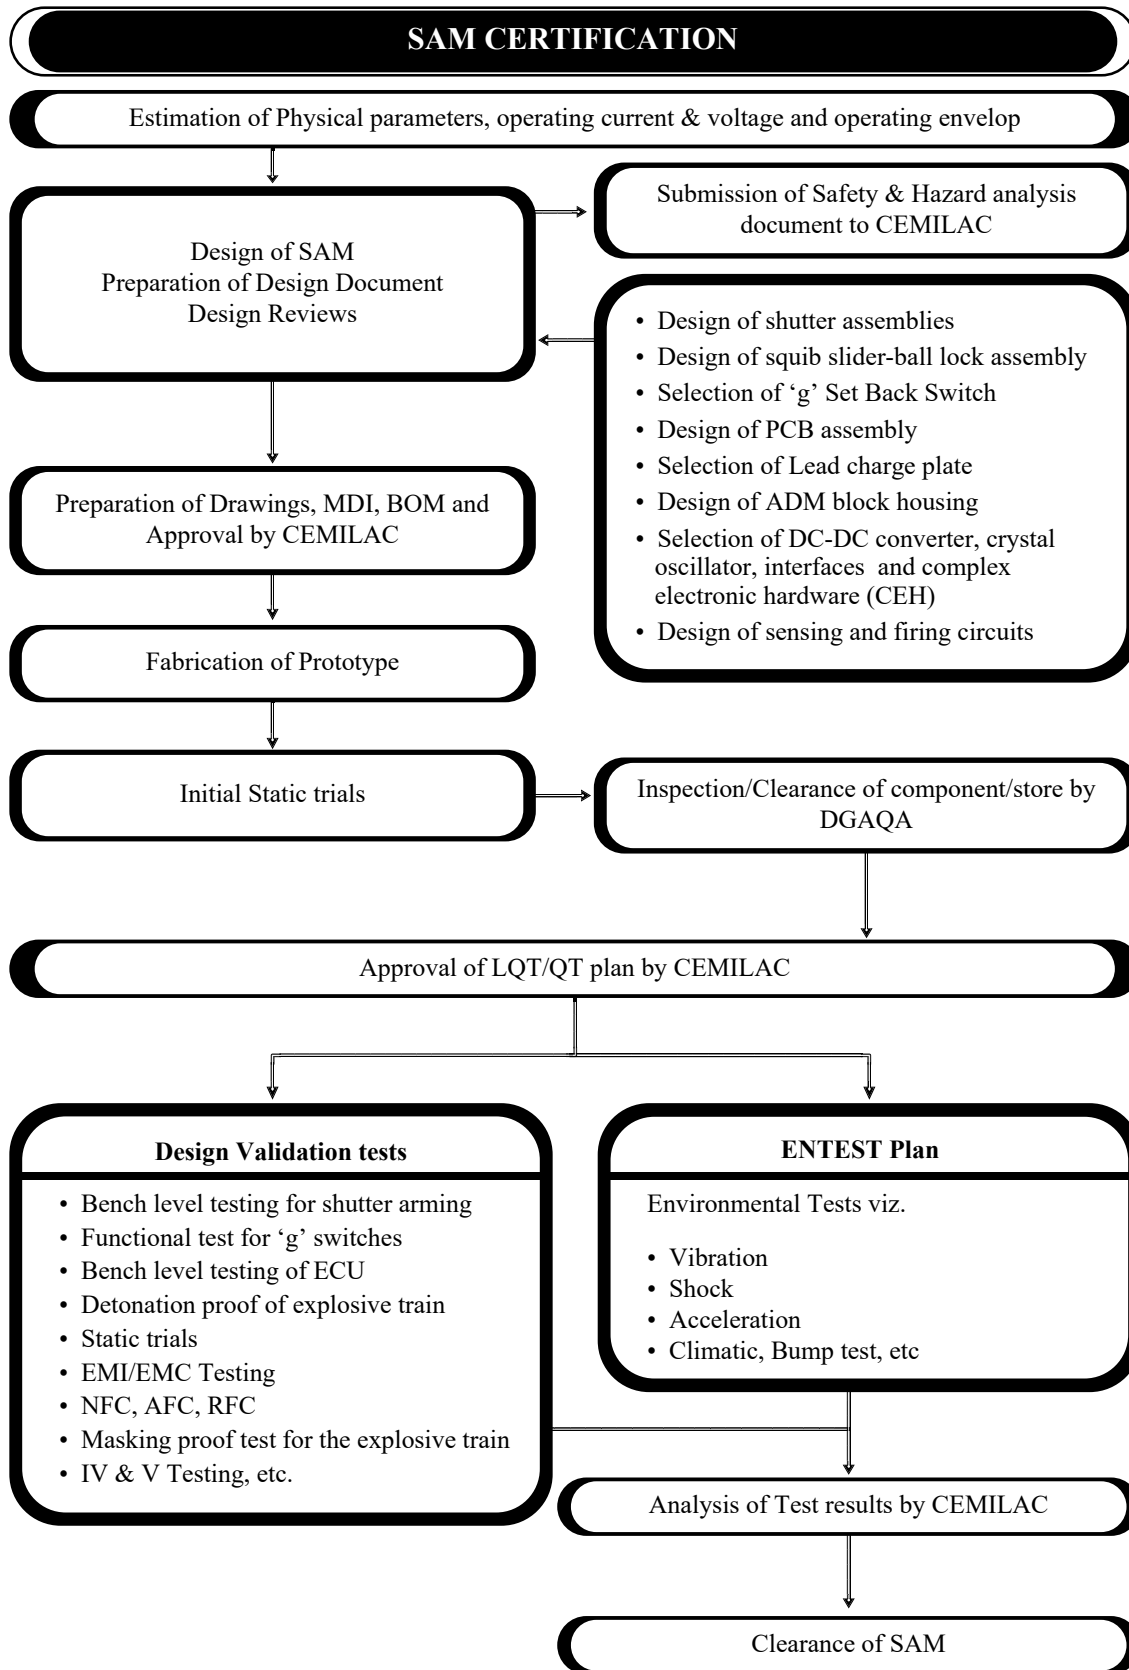 SAM CERTIFICATION
Estimation of Physical parameters, operating current & voltage and operating envelop
Submission of Safety & Hazard analysis
document to CEMILAC
Design of SAM
Preparation of Design Document
Design Reviews
• Design of shutter assemblies
• Design of squib slider-ball lock assembly
• Selection of ‘g’ Set Back Switch
• Design of PCB assembly
• Selection of Lead charge plate
• Design of ADM block housing
• Selection of DC-DC converter, crystal
oscillator, interfaces and complex
electronic hardware (CEH)
• Design of sensing and firing circuits
Preparation of Drawings, MDI, BOM and
Approval by CEMILAC
Fabrication of Prototype
Initial Static trials
Inspection/Clearance of component/store by
DGAQA
Approval of LQT/QT plan by CEMILAC
Design Validation tests
• Bench level testing for shutter arming
• Functional test for ‘g’ switches
• Bench level testing of ECU
• Detonation proof of explosive train
• Static trials
• EMI/EMC Testing
• NFC, AFC, RFC
• Masking proof test for the explosive train
• IV & V Testing, etc.
ENTEST Plan
Environmental Tests viz.
• Vibration
• Shock
• Acceleration
• Climatic, Bump test, etc
Analysis of Test results by CEMILAC
Clearance of SAM